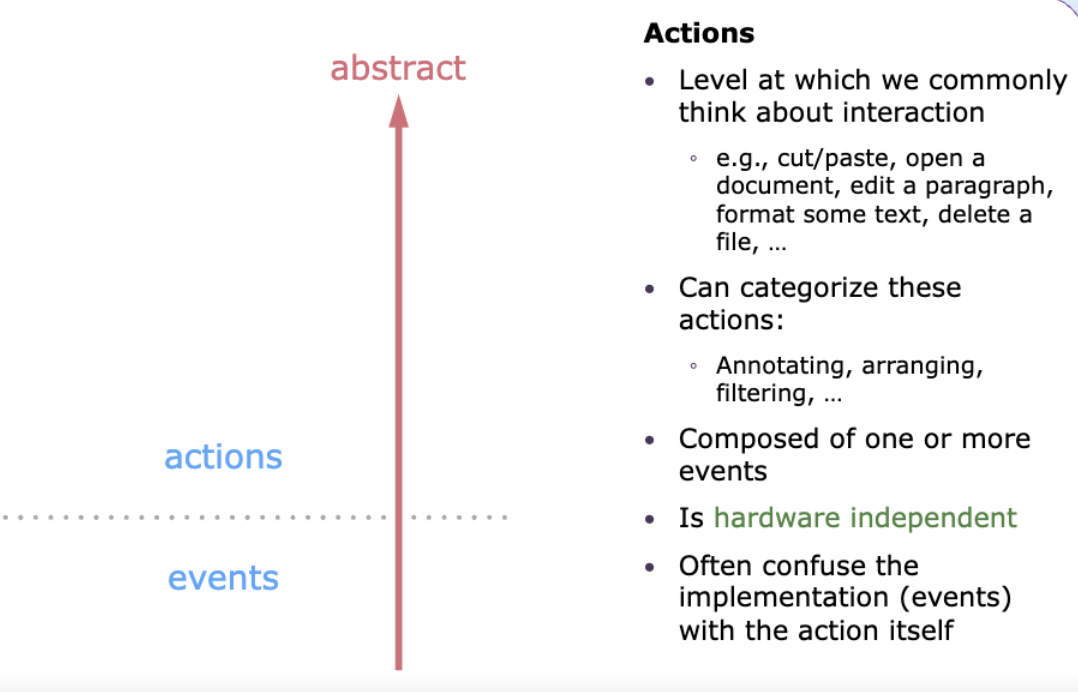 abstract
actions
events
Actions
• Level at which we commonly
think about interaction
◦ e.g., cut/paste, open a
document, edit a paragraph,
format some text, delete a
file, ...
• Can categorize these
actions:
◦ Annotating, arranging,
filtering, ...
• Composed of one or more
events
• Is hardware independent
• Often confuse the
implementation (events)
with the action itself